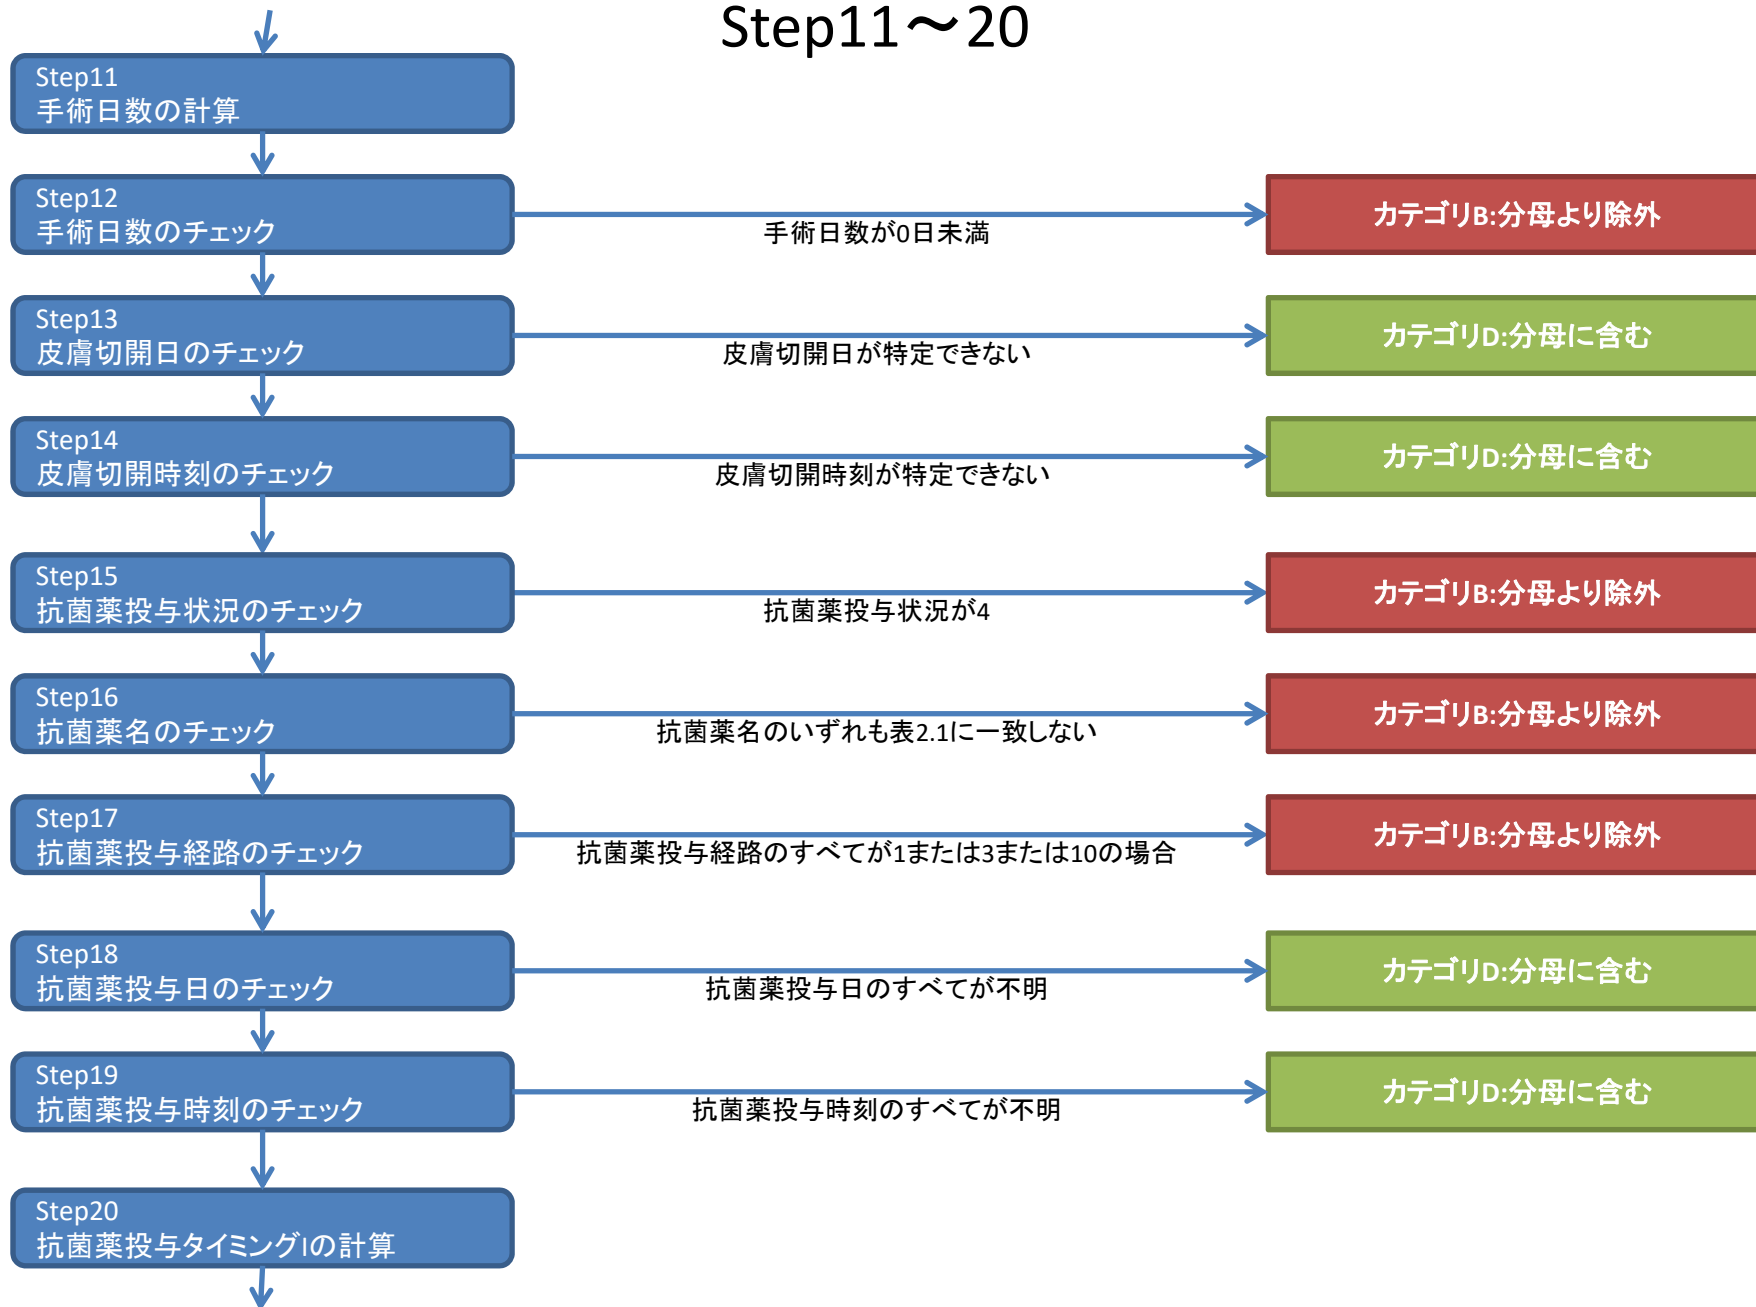 Step11～20
Step11
手術日数の計算
Step12
手術日数のチェック
手術日数が0日未満
カテゴリB:分母より除外
Step13
皮膚切開日のチェック
皮膚切開日が特定できない
カテゴリD:分母に含む
Step14
皮膚切開時刻のチェック
皮膚切開時刻が特定できない
カテゴリD:分母に含む
Step15
抗菌薬投与状況のチェック
抗菌薬投与状況が4
カテゴリB:分母より除外
Step16
抗菌薬名のチェック
抗菌薬名のいずれも表2.1に一致しない
カテゴリB:分母より除外
Step17
抗菌薬投与経路のチェック
抗菌薬投与経路のすべてが1または3または10の場合
カテゴリB:分母より除外
Step18
抗菌薬投与日のチェック
抗菌薬投与日のすべてが不明
カテゴリD:分母に含む
Step19
抗菌薬投与時刻のチェック
抗菌薬投与時刻のすべてが不明
カテゴリD:分母に含む
Step20
抗菌薬投与タイミングIの計算